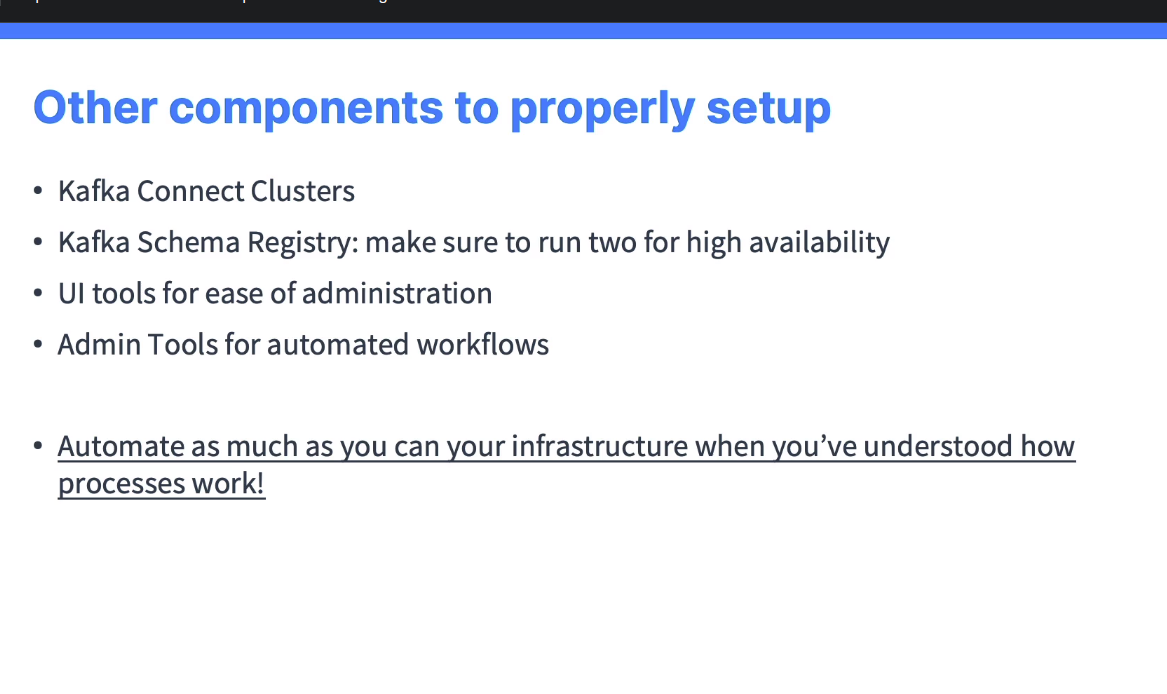 Other components to properly setup
• Kafka Connect Clusters
• Kafka Schema Registry: make sure to run two for high availability
• UI tools for ease of administration
• Admin Tools for automated workflows
• Automate as much as you can your infrastructure when you’ve understood how
processes work!